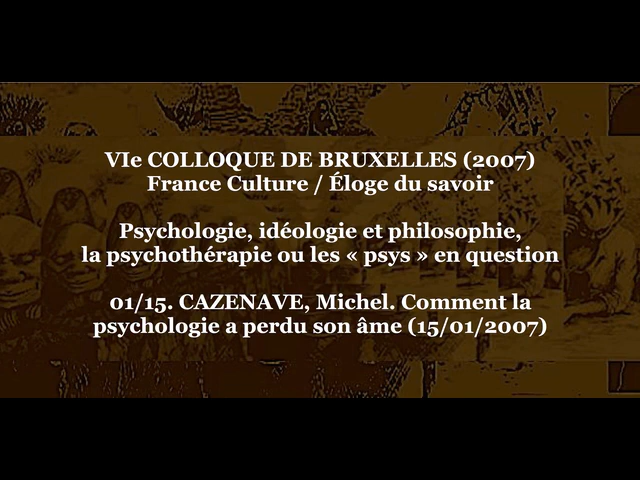 VIe COLLOQUE DE BRUXELLES (2007)
France Culture / Éloge du savoir
Psychologie, idéologie et philosophie,
la psychothérapie ou les « psys » en question
01/15. CAZENAVE, Michel. Comment la
psychologie a perdu son âme (15/01/2007)